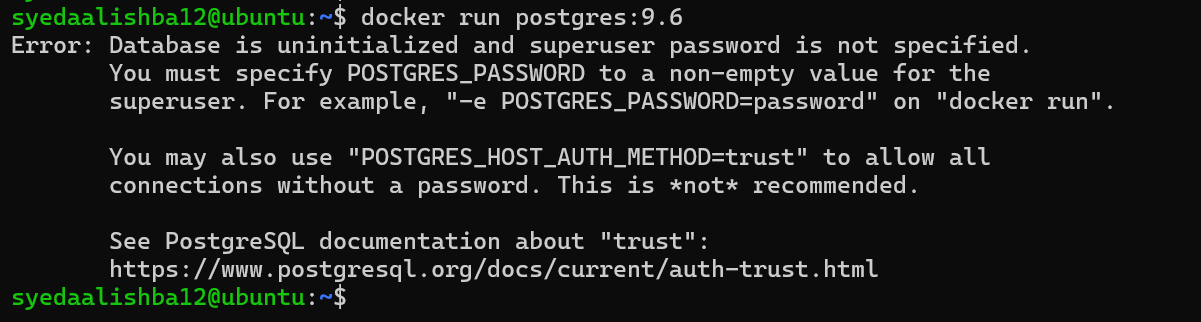 syedaalishba12@ubuntu:~$ docker run postgres:9.6
Error: Database is uninitialized and superuser password is not specified.
You must specify POSTGRES_PASSWORD to a non-empty value for the
superuser. For example, "-e POSTGRES_PASSWORD=password" on "docker run".
You may also use "POSTGRES_HOST_AUTH_METHOD=trust" to allow all
connections without a password. This is *not* recommended.
See PostgreSQL documentation about "trust":
https://www.postgresql.org/docs/current/auth-trust.html
syedaalishba12@ubuntu:~$